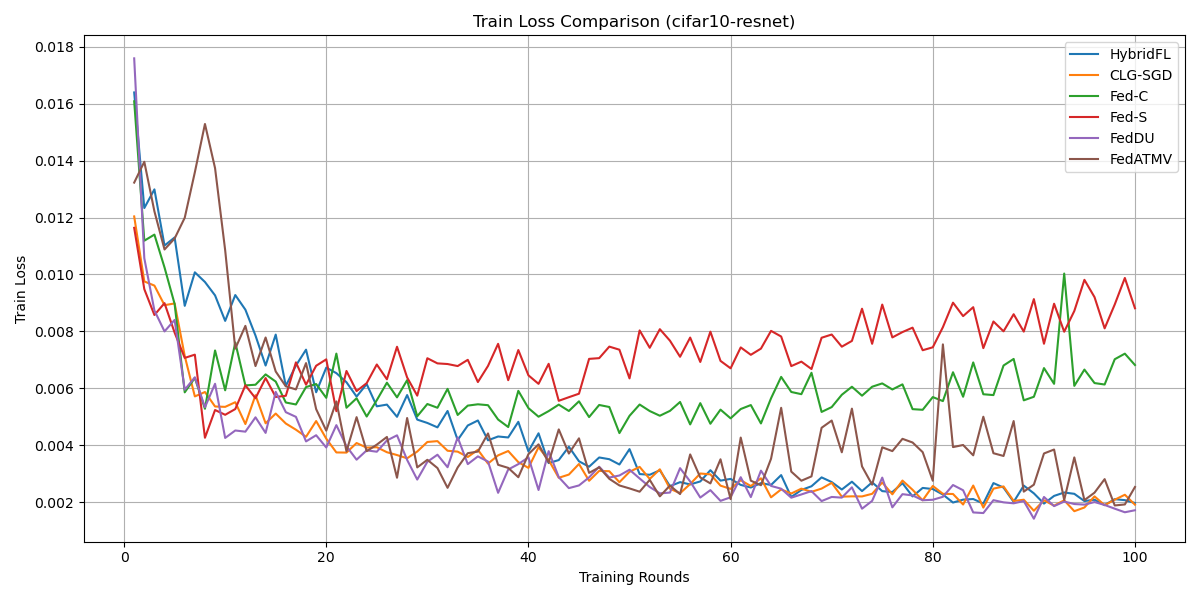 Train Loss Comparison (cifar10-resnet)
HybridFL
CLG-SGD
Fed-C
Fed-S
FedDU
FedATMV
Train Loss
0.018
0.016
0.014
0.012
0.010
0.008
0.006
0.004
0.002
0
20
40
60
80
100
Training Rounds